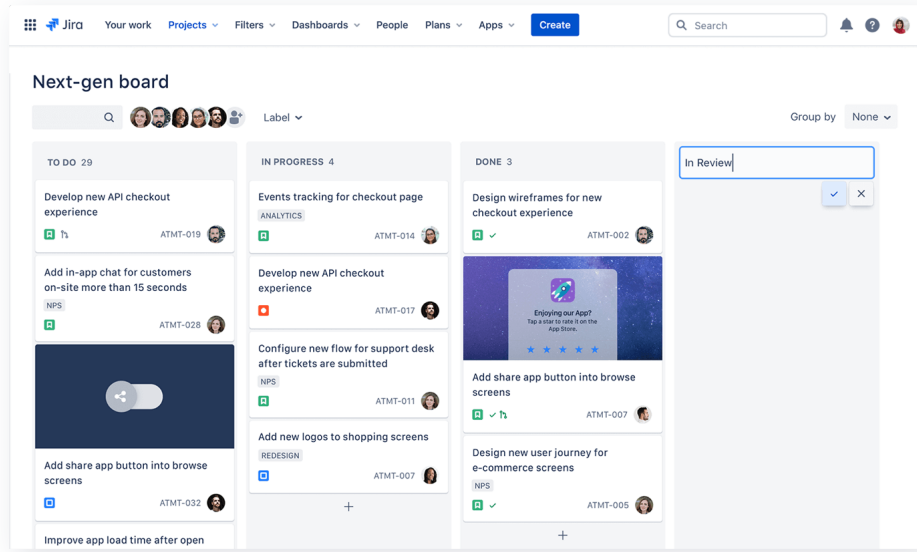 Jira
Your work
Projects
Filters
Dashboards
People
Plans
Apps
Create
Search
Next-gen board
Label
Group by
None
TO DO 29
Develop new API checkout
experience
ATMT-019
Add in-app chat for customers
on-site more than 15 seconds
NPS
ATMT-028
Add share app button into browse
screens
ATMT-032
Improve app load time after open
IN PROGRESS 4
Events tracking for checkout page
ANALYTICS
ATMT-014
Develop new API checkout
experience
ATMT-017
Configure new flow for support desk
after tickets are submitted
NPS
ATMT-011
Add new logos to shopping screens
REDESIGN
ATMT-007
DONE 3
Design wireframes for new
checkout experience
ATMT-002
Enjoying our App?
Tap a star to rate it on the
App Store.
Add share app button into browse
screens
ATMT-007
Design new user journey for
e-commerce screens
NPS
ATMT-005
In Review